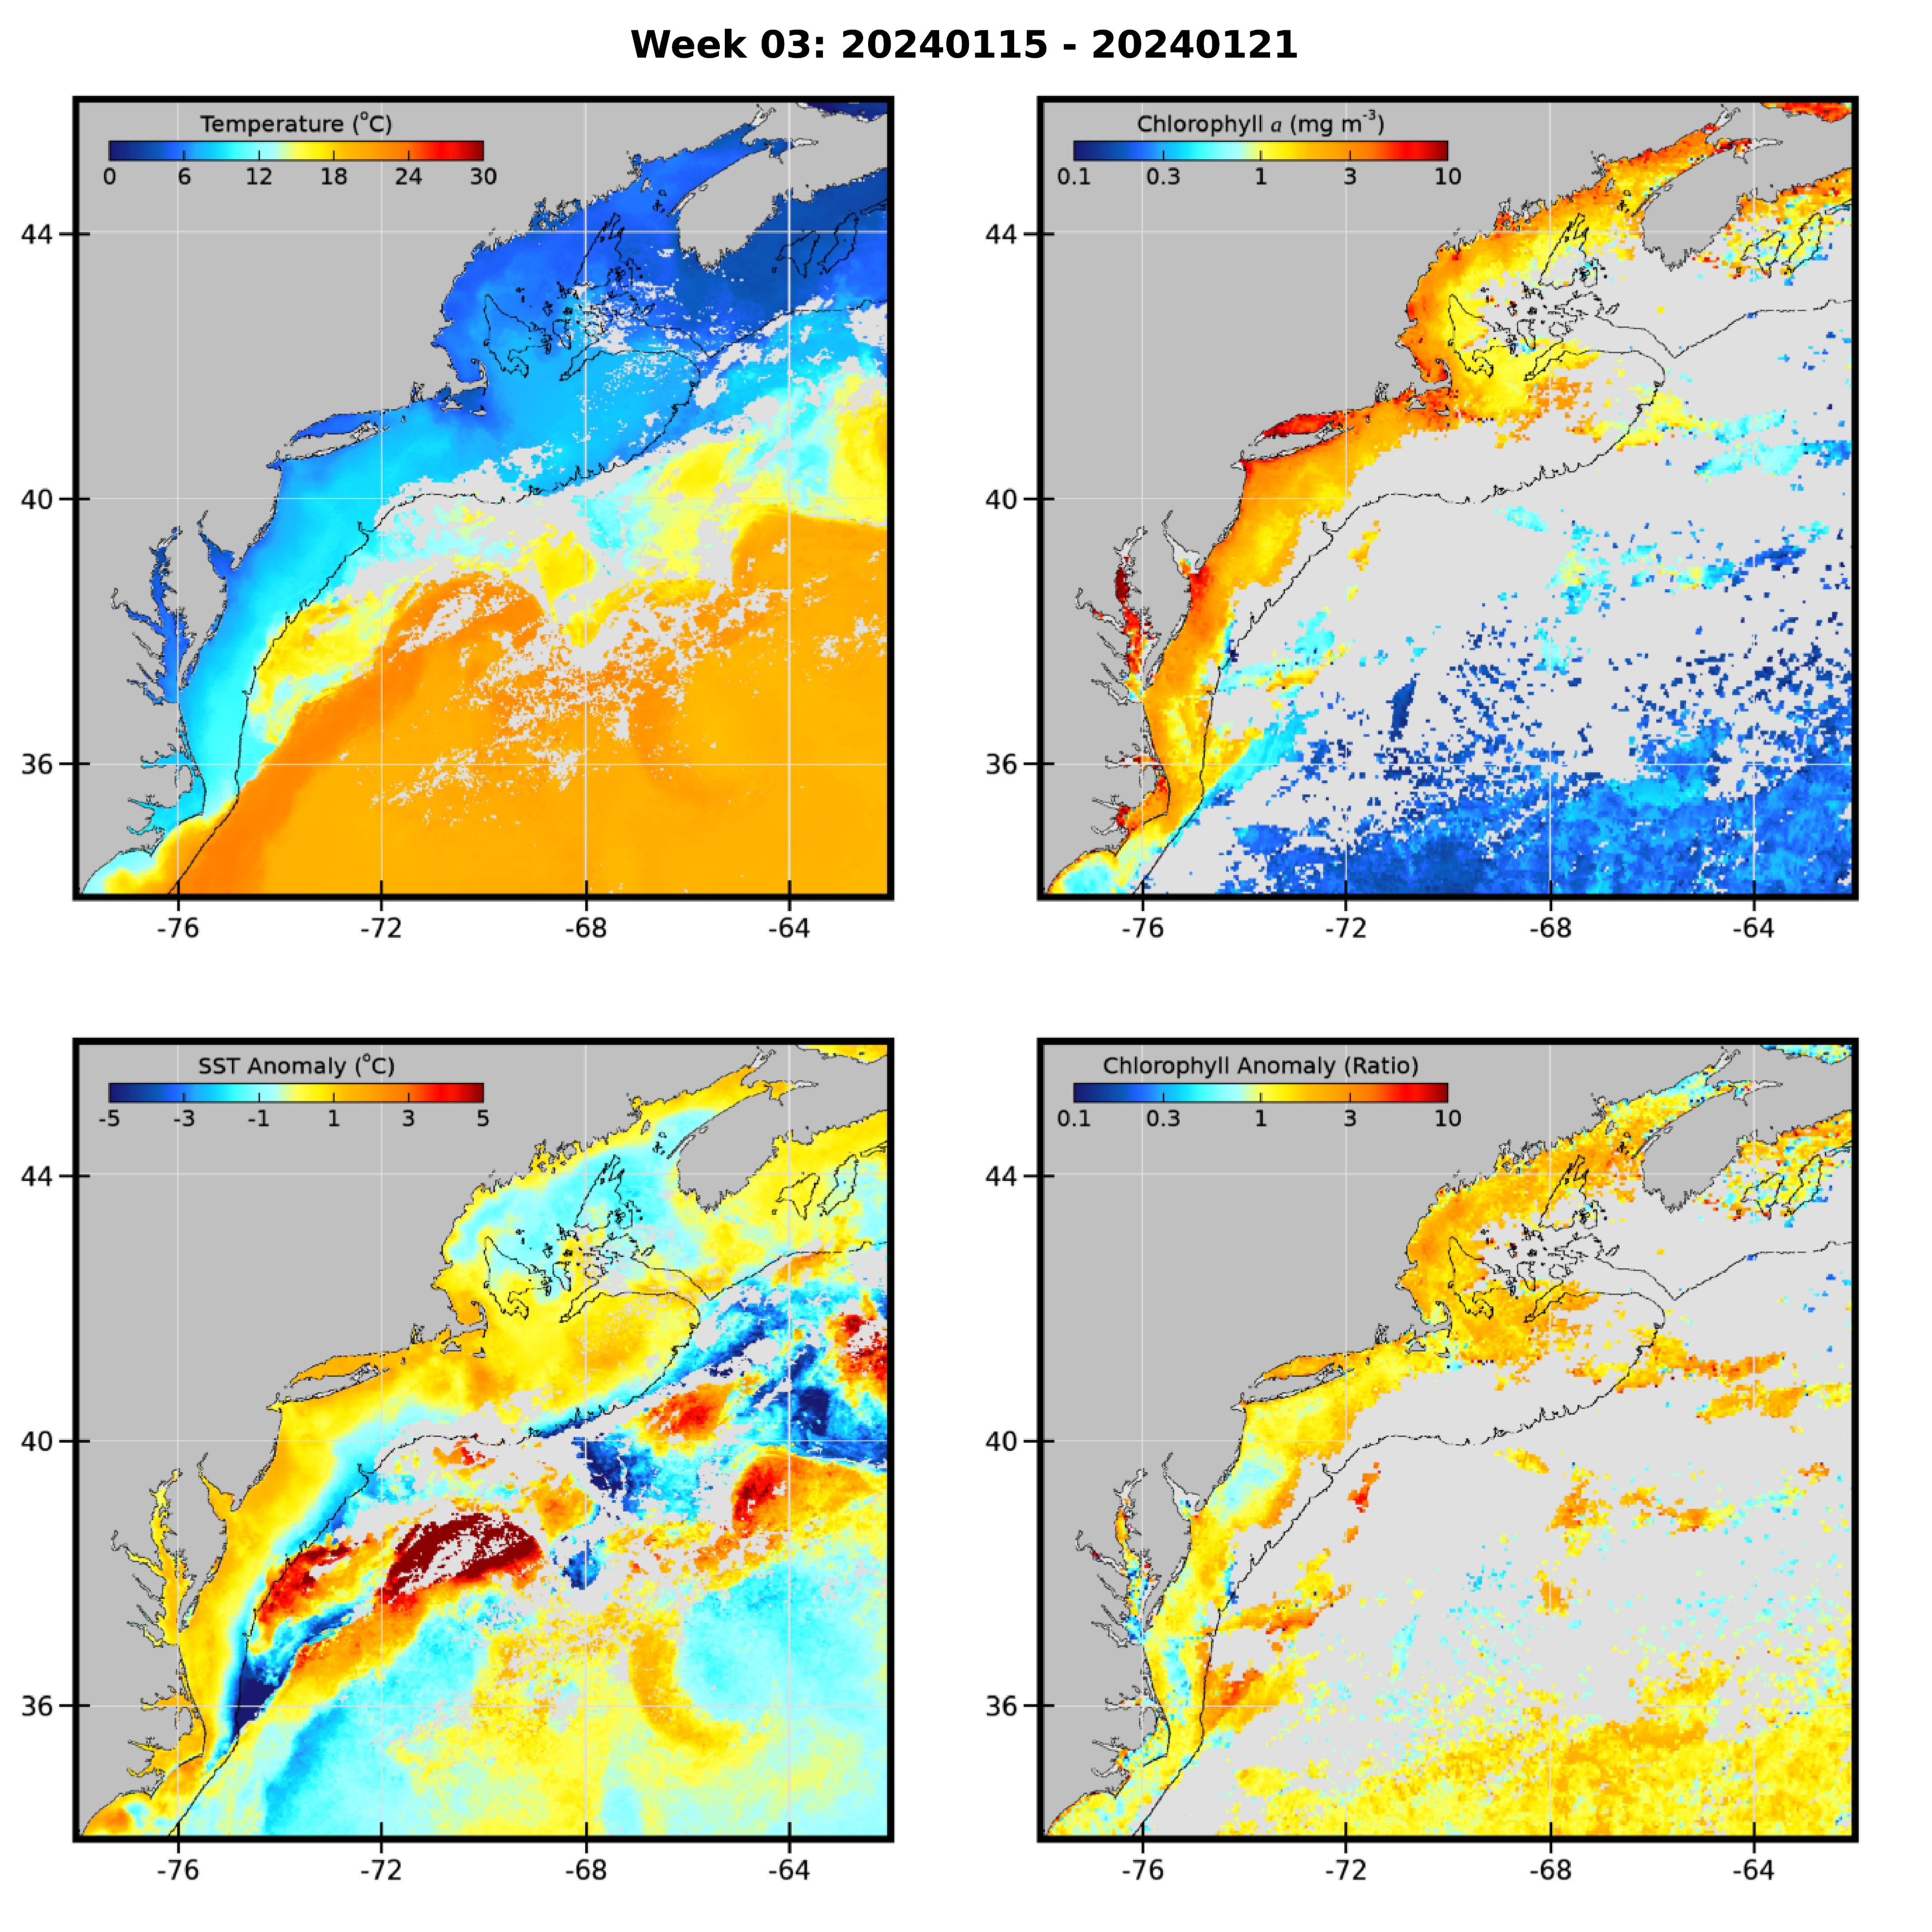 Week 03: 20240115 - 20240121
Temperature (°C)
0 6 12 18 24 30
44
40
36
-76 -72 -68 -64
Chlorophyll a (mg m⁻³)
0.1 0.3 1 3 10
44
40
36
-76 -72 -68 -64
SST Anomaly (°C)
-5 -3 -1 1 3 5
44
40
36
-76 -72 -68 -64
Chlorophyll Anomaly (Ratio)
0.1 0.3 1 3 10
44
40
36
-76 -72 -68 -64